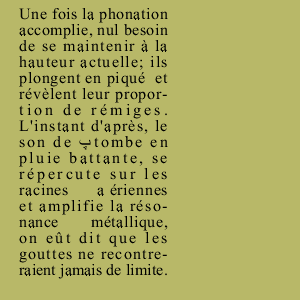 Une fois la phonation
accomplie, nul besoin
de se maintenir à la
hauteur actuelle; ils
plongent en piqué et
révèlent leur propor-
tion de rémiges.
L'instant d'après, le
son de پtombe en
pluie battante, se
répercute sur les
racines a ériennes
et amplifie la réso-
nance métallique,
on eût dit que les
gouttes ne recontre-
raient jamais de limite.